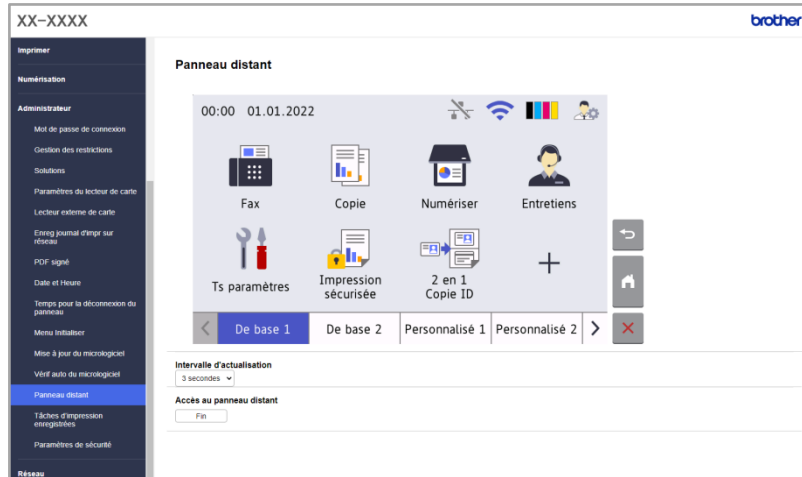 XX-XXXX
brother
Imprimer
Numérisation
Administrateur
Mot de passe de connexion
Gestion des restrictions
Solutions
Paramètres du lecteur de carte
Lecteur externe de carte
Enreg journal d'impr sur
réseau
PDF signé
Date et Heure
Temps pour la déconnexion du
panneau
Menu Initialiser
Mise à jour du micrologiciel
Vérif auto du micrologiciel
Panneau distant
Tâches d'impression
enregistrées
Paramètres de sécurité
Réseau
Panneau distant
00:00 01.01.2022
Fax
Copie
Numériser
Entretiens
Ts paramètres
Impression
sécurisée
2 en 1
Copie ID
De base 1
De base 2
Personnalisé 1
Personnalisé 2
Intervalle d'actualisation
3 secondes
Accès au panneau distant
Fin